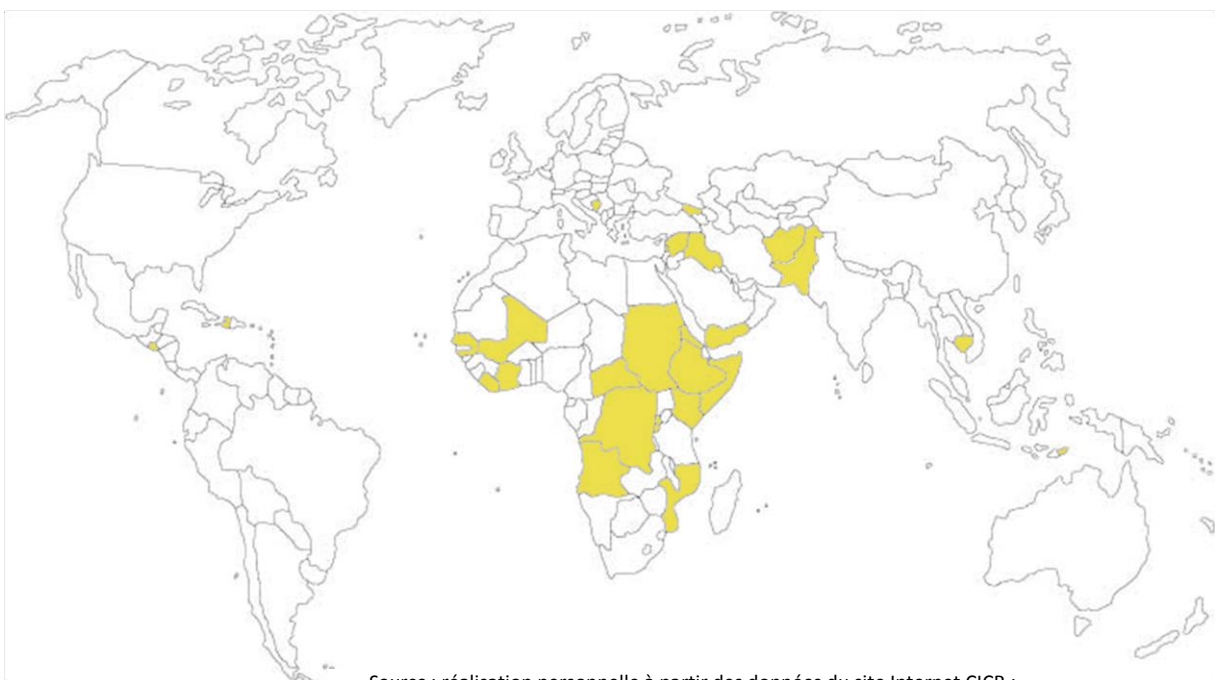 Source : réalisation personnelle à partir des données du site Internet CICR :